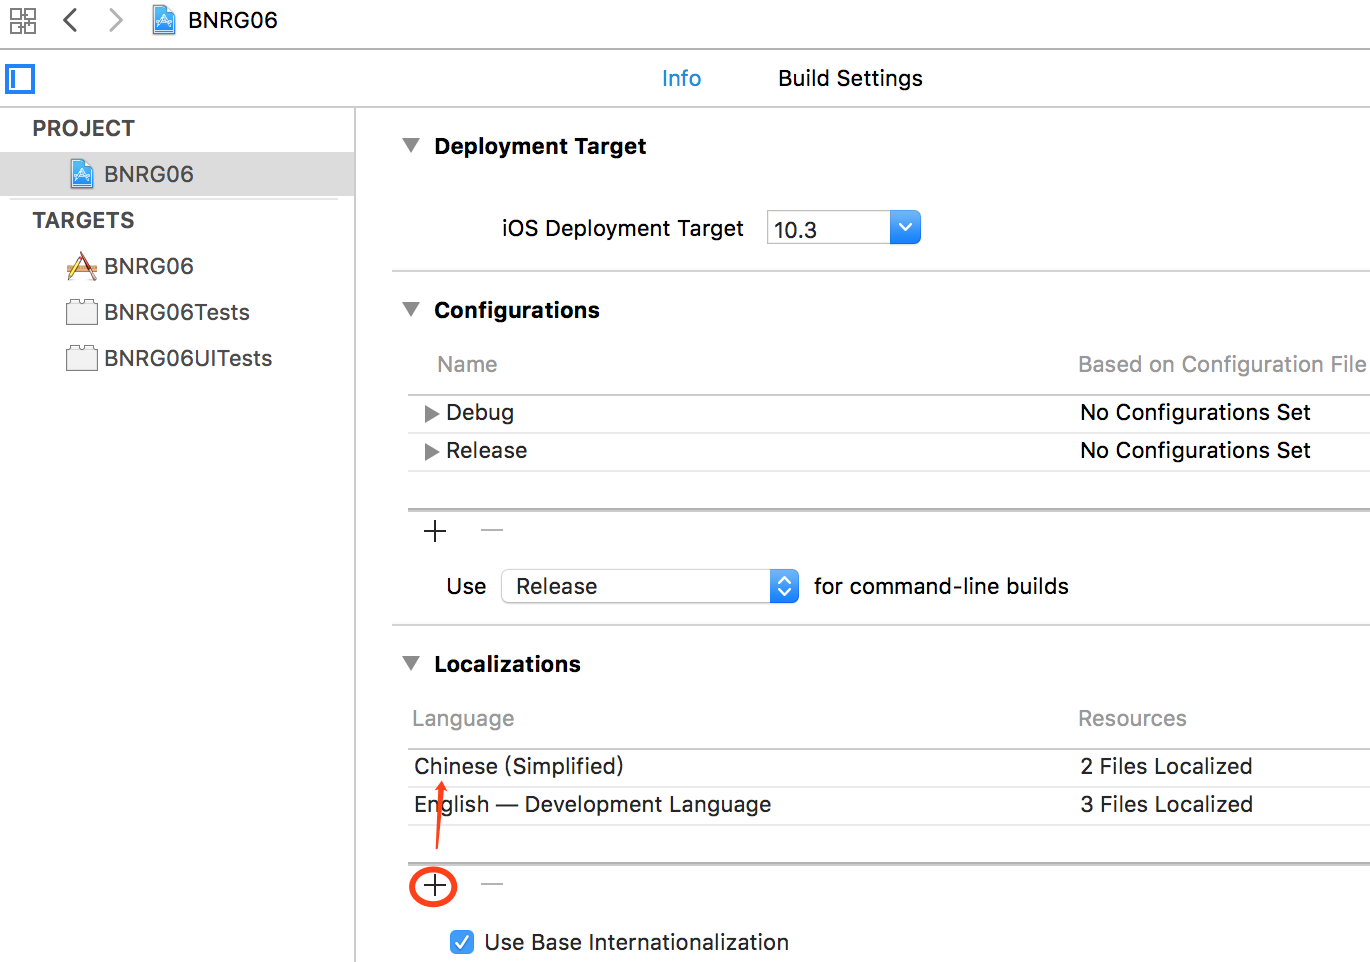 BNRG06
Info Build Settings
PROJECT
BNRG06
TARGETS
BNRG06
BNRG06Tests
BNRG06UITests
Deployment Target
iOS Deployment Target 10.3
Configurations
Name Based on Configuration File
Debug No Configurations Set
Release No Configurations Set
Use Release for command-line builds
Localizations
Language Resources
Chinese (Simplified) 2 Files Localized
English — Development Language 3 Files Localized
Use Base Internationalization